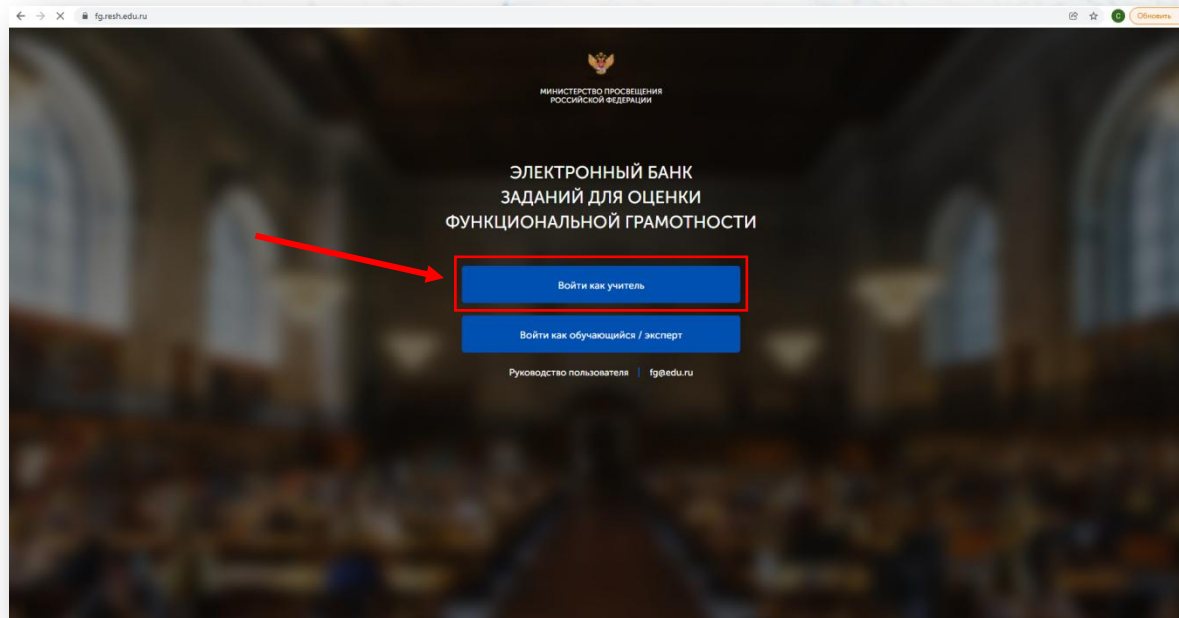 fg.resh.edu.ru
С
Обновить
МИНИСТЕРСТВО ПРОСВЕЩЕНИЯ
РОССИЙСКОЙ ФЕДЕРАЦИИ
ЭЛЕКТРОННЫЙ БАНК
ЗАДАНИЙ ДЛЯ ОЦЕНКИ
ФУНКЦИОНАЛЬНОЙ ГРАМОТНОСТИ
Войти как учитель
Войти как обучающийся / эксперт
Руководство пользователя | fg@edu.ru